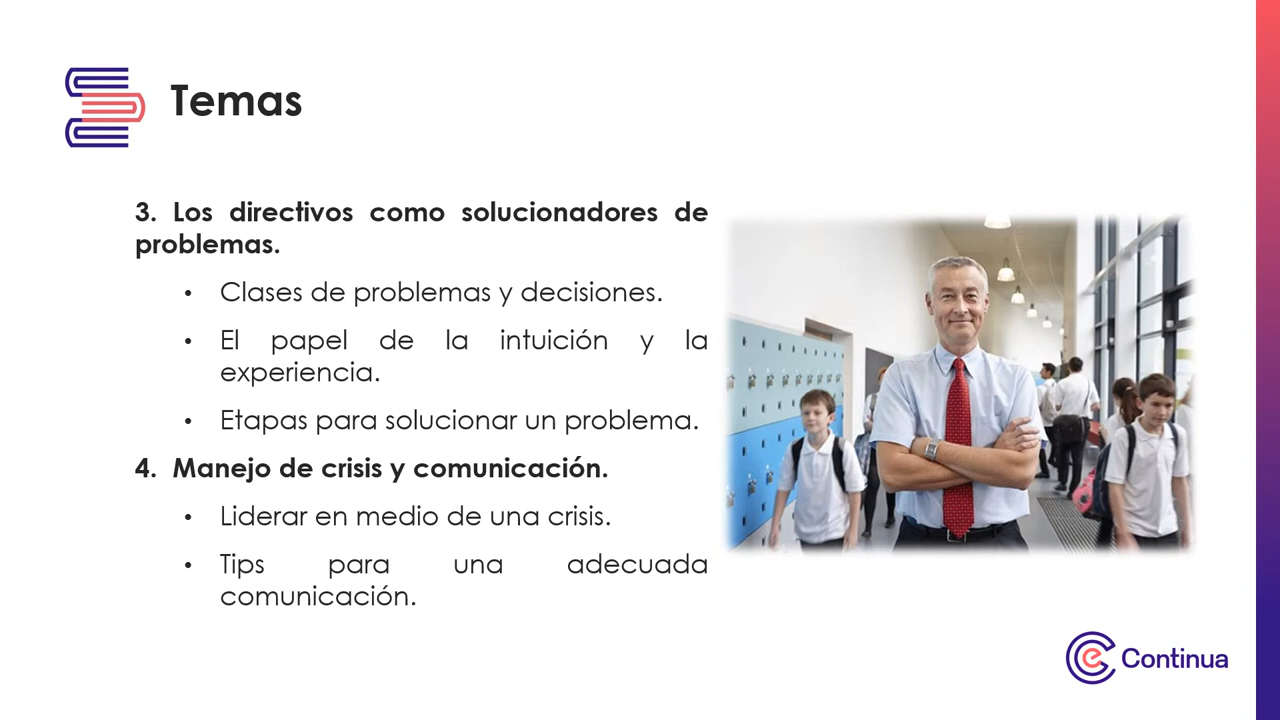 Temas
3. Los directivos como solucionadores de
problemas.
• Clases de problemas y decisiones.
• El papel de la intuición y la
experiencia.
• Etapas para solucionar un problema.
4. Manejo de crisis y comunicación.
• Liderar en medio de una crisis.
• Tips para una adecuada
comunicación.
e Continua